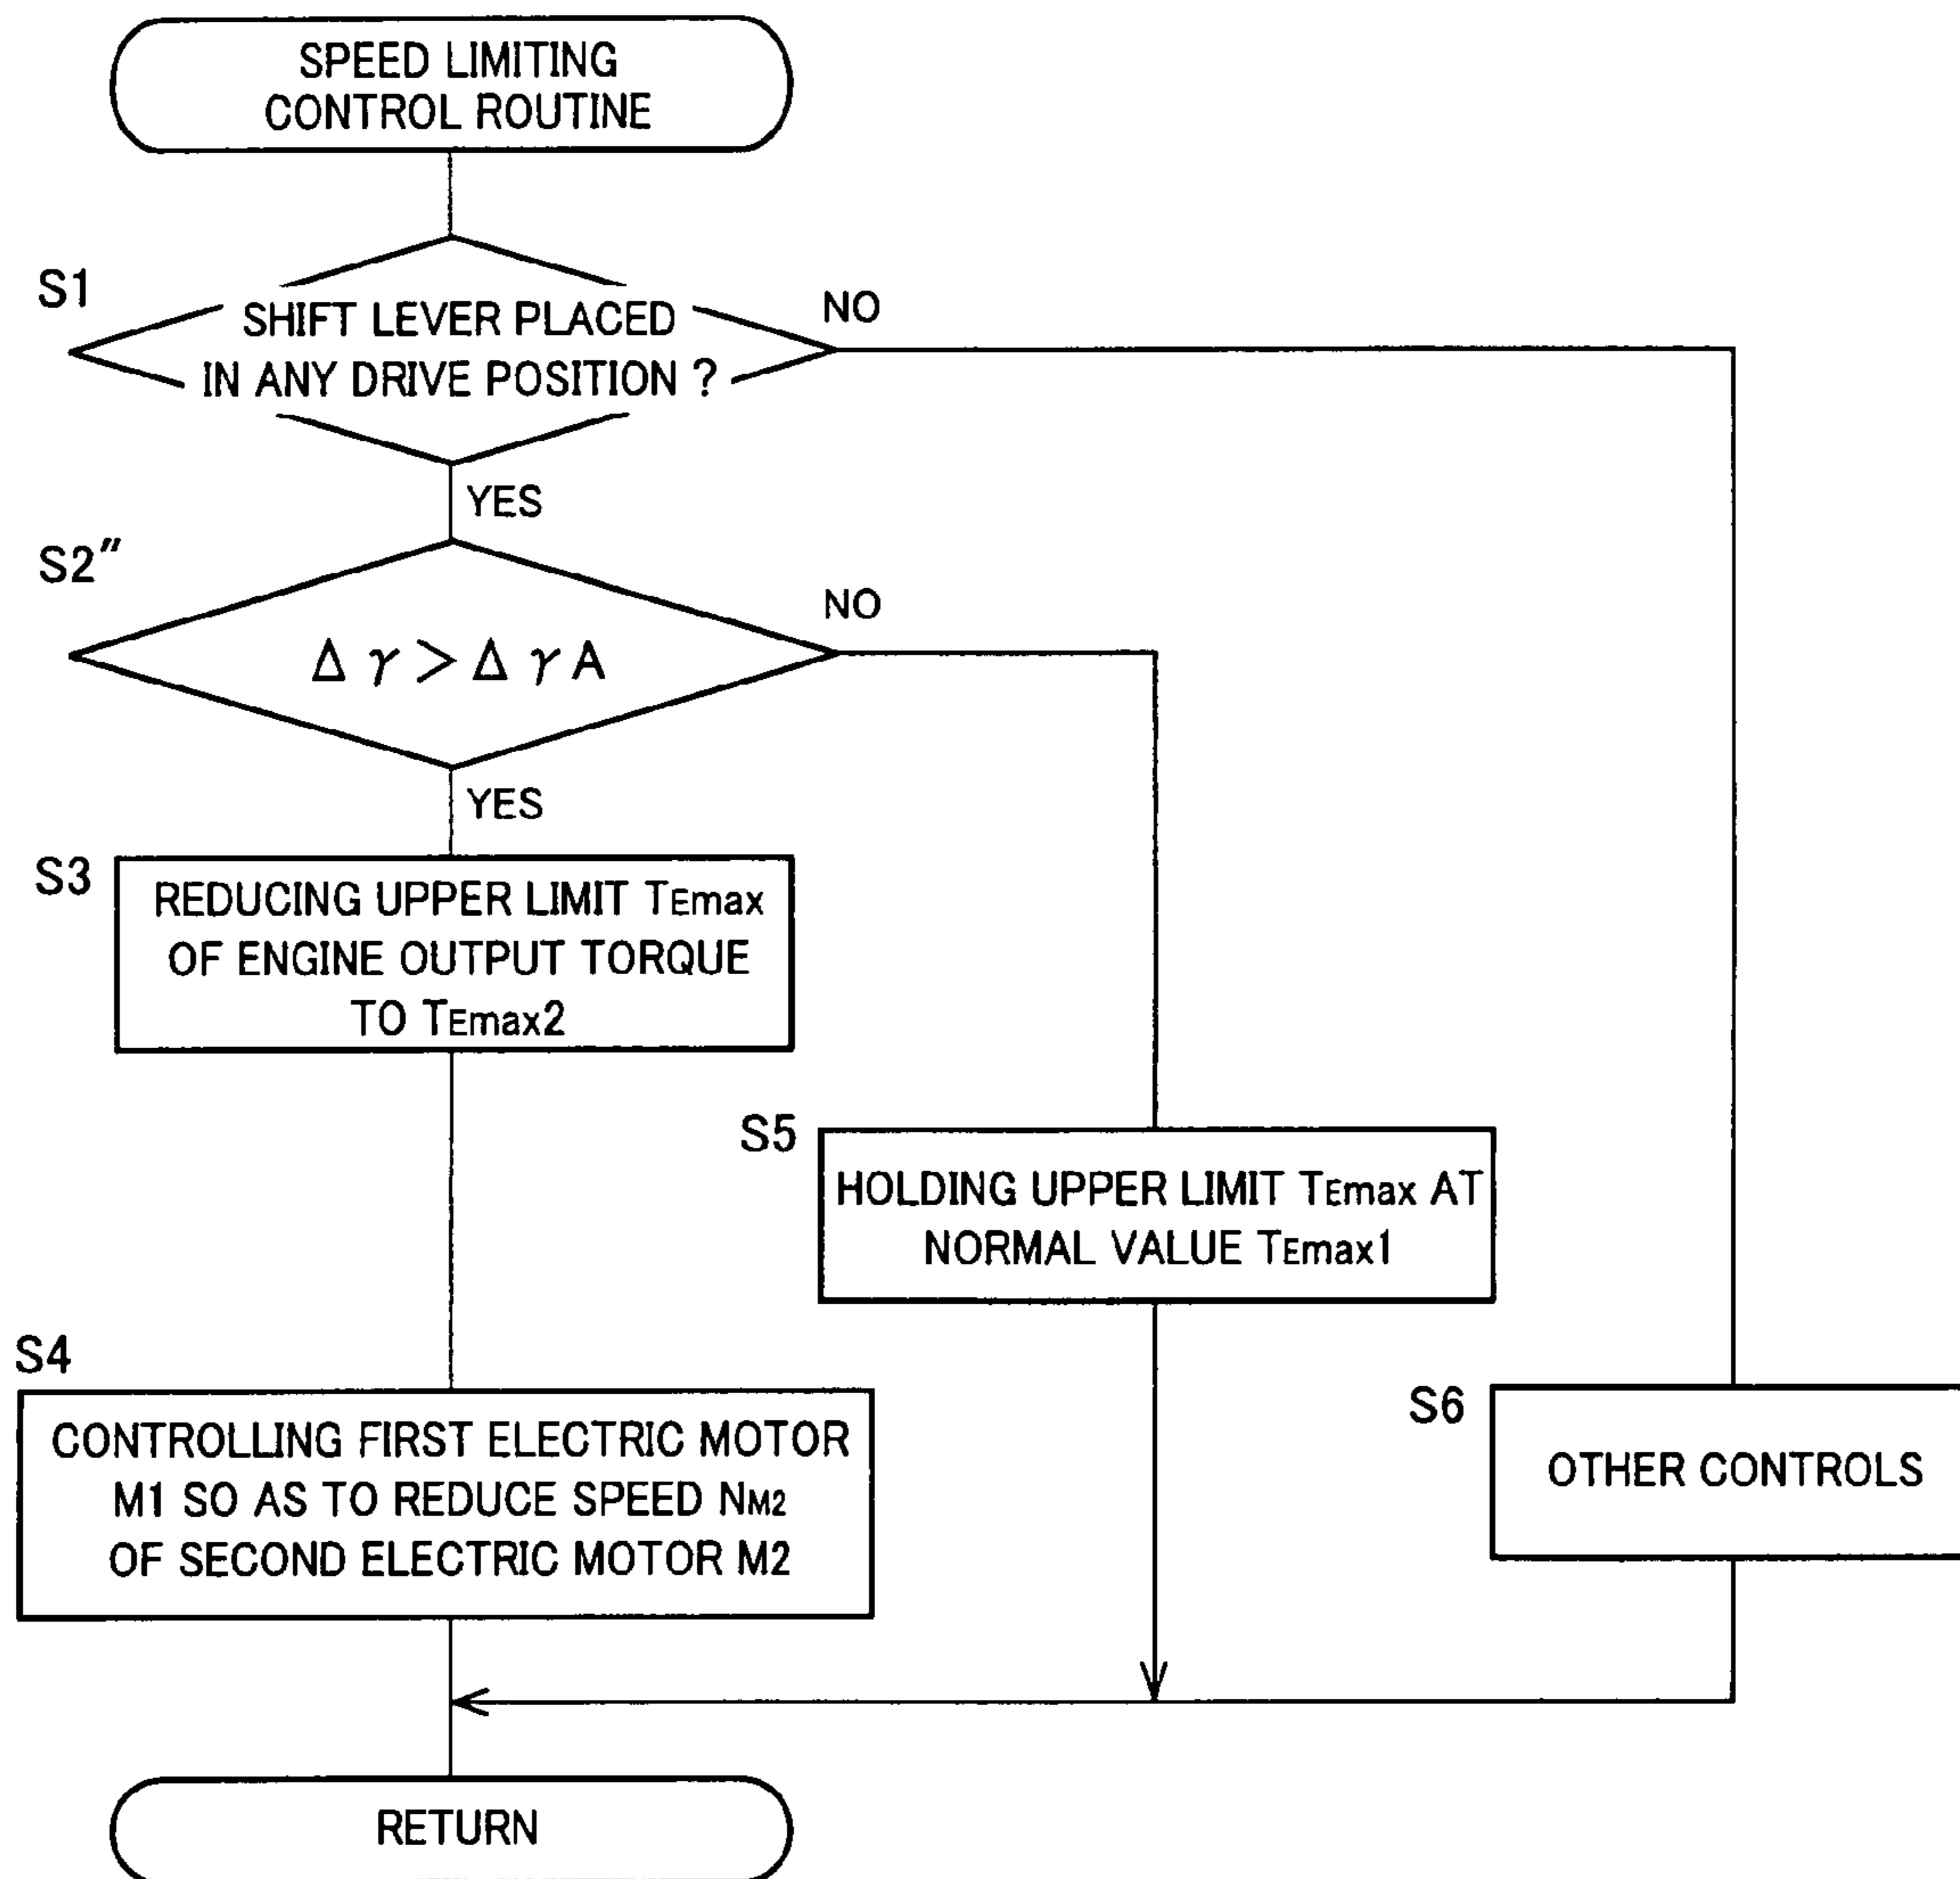 SPEED LIMITING
CONTROL ROUTINE
S1
SHIFT LEVER PLACED
IN ANY DRIVE POSITION ?
NO
YES
S2″
Δ γ > Δ γ A
NO
YES
S3
REDUCING UPPER LIMIT TEmax
OF ENGINE OUTPUT TORQUE
TO TEmax2
S5
HOLDING UPPER LIMIT TEmax AT
NORMAL VALUE TEmax1
S4
CONTROLLING FIRST ELECTRIC MOTOR
M1 SO AS TO REDUCE SPEED NM2
OF SECOND ELECTRIC MOTOR M2
S6
OTHER CONTROLS
RETURN